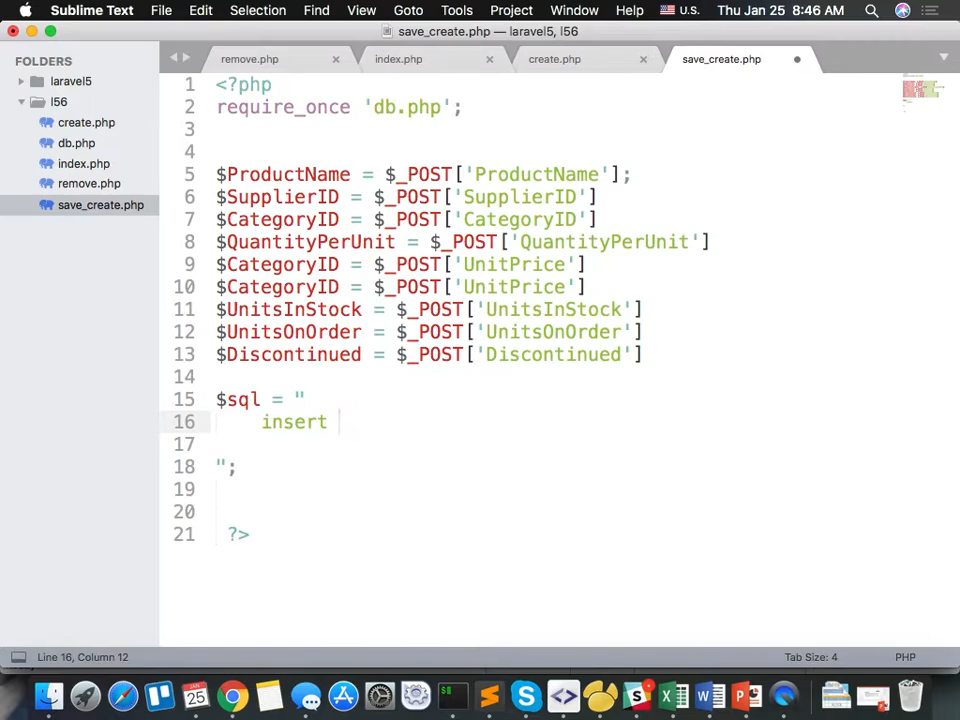 Sublime Text File Edit Selection Find Goto Tools Project Window Help U.S. Thu Jan 25 8:46 AM
save_create.php — laravel5, l56
FOLDERS
laravel5
l56
create.php
db.php
index.php
remove.php
save_create.php
remove.php × index.php × create.php × save_create.php
1 <?php
2 require_once 'db.php';
3
4
5 $ProductName = $_POST['ProductName'];
6 $SupplierID = $_POST['SupplierID']
7 $CategoryID = $_POST['CategoryID']
8 $QuantityPerUnit = $_POST['QuantityPerUnit']
9 $CategoryID = $_POST['UnitPrice']
10 $CategoryID = $_POST['UnitPrice']
11 $UnitsInStock = $_POST['UnitsInStock']
12 $UnitsOnOrder = $_POST['UnitsOnOrder']
13 $Discontinued = $_POST['Discontinued']
14
15 $sql = "
16 insert
17
18 ";
19
20
21 ?>
Line 16, Column 12 Tab Size: 4 PHP